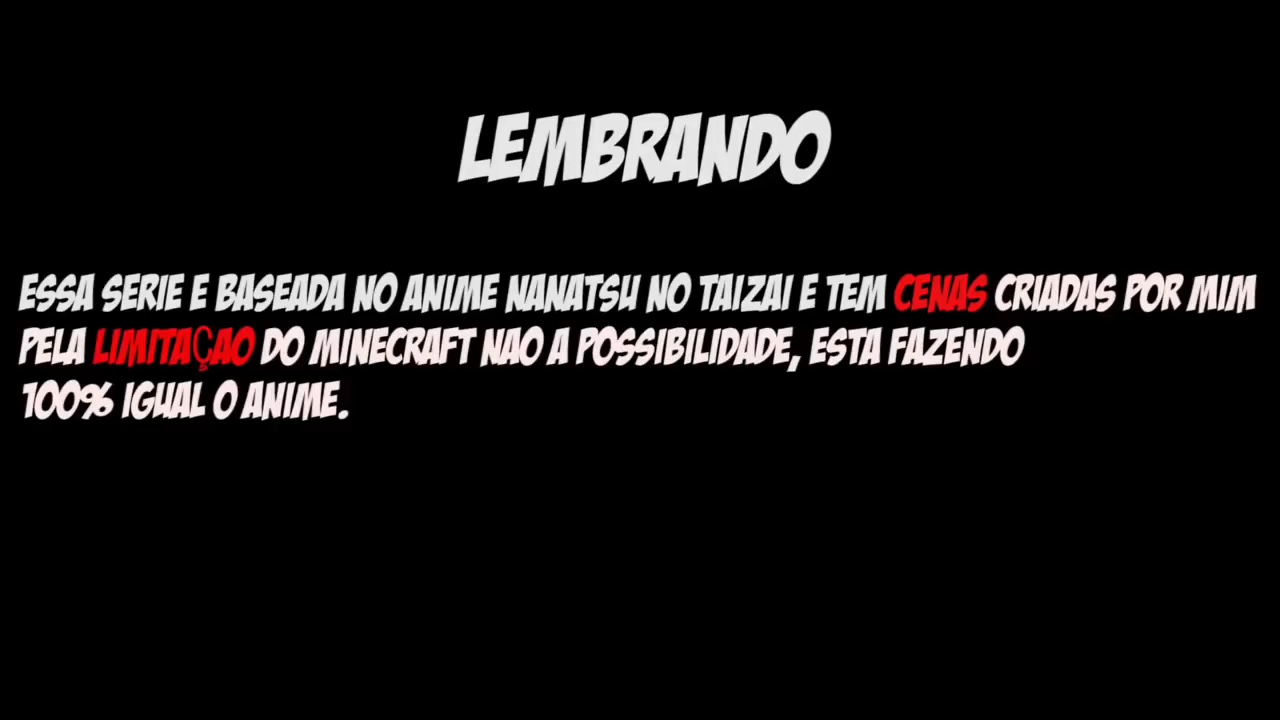 LEMBRANDO
ESSA SERIE E BASEADA NO ANIME NANATSU NO TAIZAI E TEM CENAS CRIADAS POR MIM
PELA LIMITAÇAO DO MINECRAFT NAO A POSSIBILIDADE, ESTA FAZENDO
100% IGUAL O ANIME.